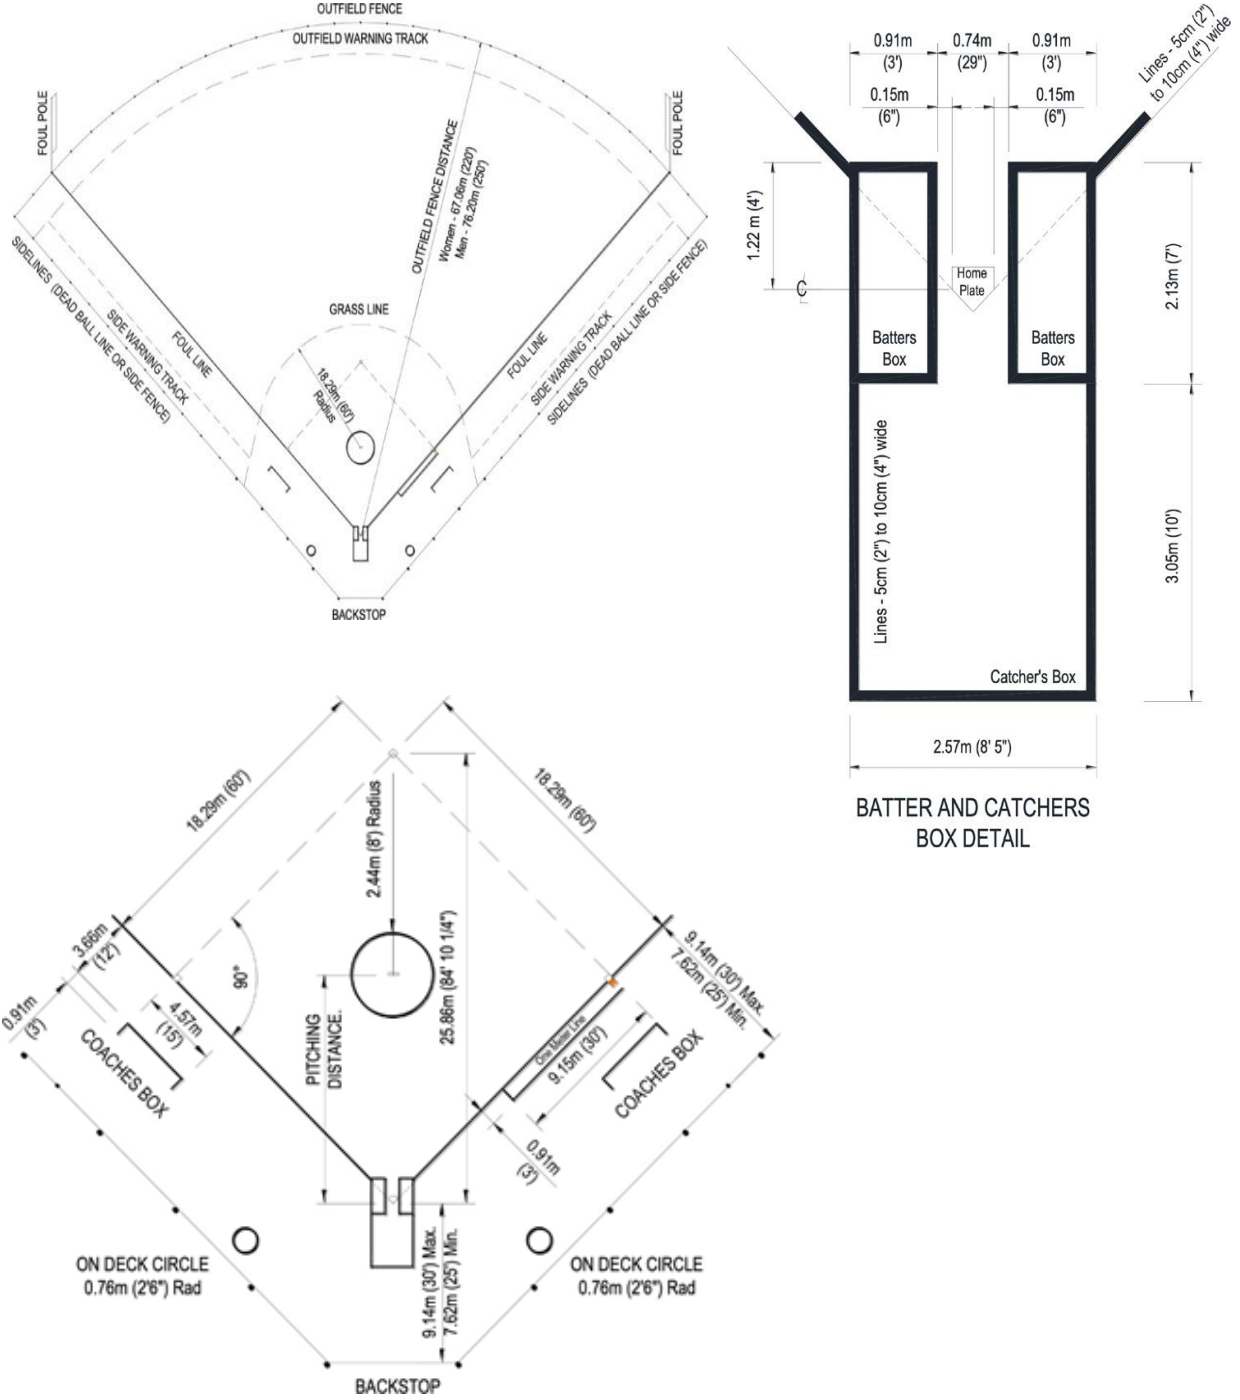 OUTFIELD FENCE
OUTFIELD WARNING TRACK
FOUL POLE
FOUL POLE
OUTFIELD FENCE DISTANCE
Women - 67.06m (220')
Men - 76.20m (250')
GRASS LINE
18.29m (60')
Radius
FOUL LINE
SIDE WARNING TRACK
SIDELINES (DEAD BALL LINE OR SIDE FENCE)
FOUL LINE
SIDE WARNING TRACK
SIDELINES (DEAD BALL LINE OR SIDE FENCE)
BACKSTOP
0.91m
(3')
0.74m
(29")
0.91m
(3')
0.15m
(6")
0.15m
(6")
Lines - 5cm (2")
to 10cm (4") wide
1.22 m (4')
C
L
Home
Plate
Batters
Box
Batters
Box
2.13m (7')
Lines - 5cm (2") to 10cm (4") wide
3.05m (10')
Catcher's Box
2.57m (8' 5")
BATTER AND CATCHERS
BOX DETAIL
18.29m (60')
18.29m (60')
2.44m (8') Radius
25.86m (84' 10 1/4")
90°
PITCHING
DISTANCE.
3.66m
(12')
0.91m
(3')
4.57m
(15')
COACHES BOX
One Meter Line
9.15m (30')
COACHES BOX
9.14m (30') Max.
7.62m (25') Min.
0.91m
(3')
ON DECK CIRCLE
0.76m (2'6") Rad
ON DECK CIRCLE
0.76m (2'6") Rad
9.14m (30') Max.
7.62m (25') Min.
BACKSTOP